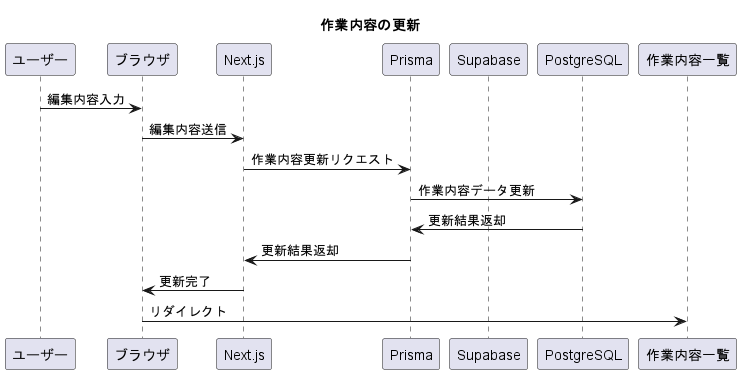 作業内容の更新
ユーザー ブラウザ Next.js Prisma Supabase PostgreSQL 作業内容一覧
編集内容入力
編集内容送信
作業内容更新リクエスト
作業内容データ更新
更新結果返却
更新結果返却
更新完了
リダイレクト
ユーザー ブラウザ Next.js Prisma Supabase PostgreSQL 作業内容一覧